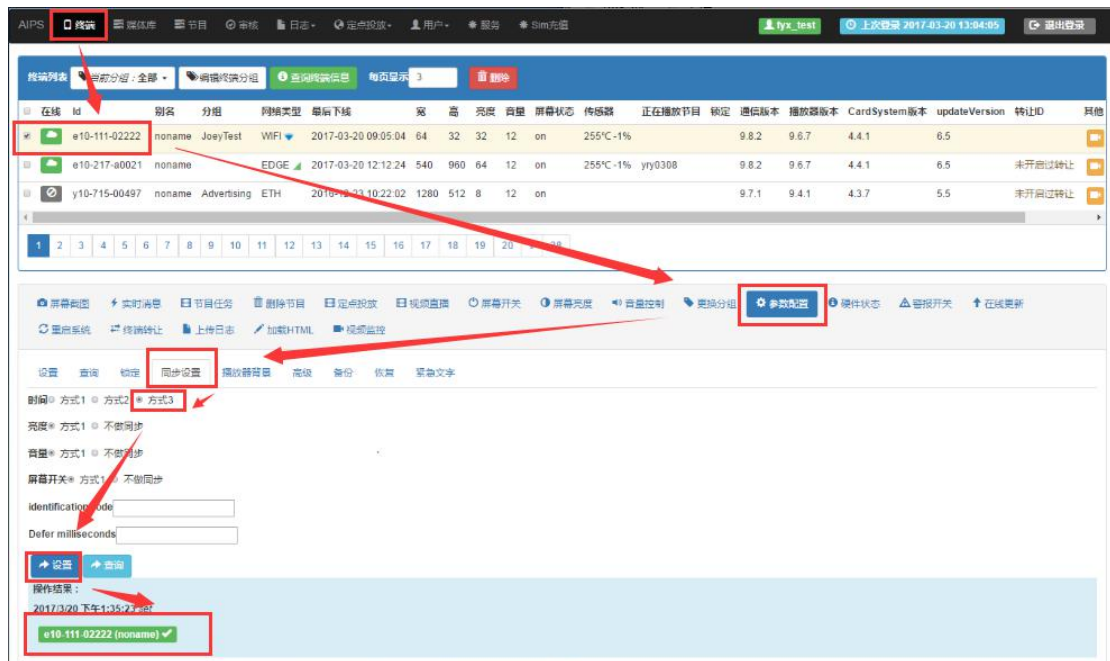 AIPS 终端 媒体库 节目 审核 日志 定点投放 用户 服务 Sim充值 fyx_test 上次登录 2017-03-20 13:04:05 退出登录
终端列表 当前分组:全部 编辑终端分组 查询终端信息 每页显示 3 删除
在线 Id 别名 分组 网络类型 最后下线 宽 高 亮度 音量 屏幕状态 传感器 正在播放节目 锁定 通信版本 播放器版本 CardSystem版本 updateVersion 转让ID 其他
e10-111-02222 noname JoeyTest WIFI 2017-03-20 09:05:04 64 32 32 12 on 255℃-1% 9.8.2 9.6.7 4.4.1 6.5
e10-217-a0021 noname EDGE 2017-03-20 12:12:24 540 960 64 12 on 255℃-1% yry0308 9.8.2 9.6.7 4.4.1 6.5 未开启过转让
y10-715-00497 noname Advertising ETH 10:22:02 1280 512 8 12 on 9.7.1 9.4.1 4.3.7 5.5 未开启过转让
1 2 3 4 5 6 7 8 9 10 11 12 13 14 15 16 17 18 19 20
屏幕截图 实时消息 节目任务 删除节目 定点投放 视频直播 屏幕开关 屏幕亮度 音量控制 更换分组 参数配置 硬件状态 警报开关 在线更新
重启系统 终端转让 上传日志 加载HTML 视频监控
设置 查询 锁定 同步设置 播放器背景 高级 备份 恢复 紧急文字
时间 方式1 方式2 方式3
亮度 方式1 不做同步
音量 方式1 不做同步
屏幕开关 方式1 不做同步
identification code
Defer milliseconds
设置 查询
操作结果:
2017/3/20 下午1:35:23 set
e10-111-02222 (noname)